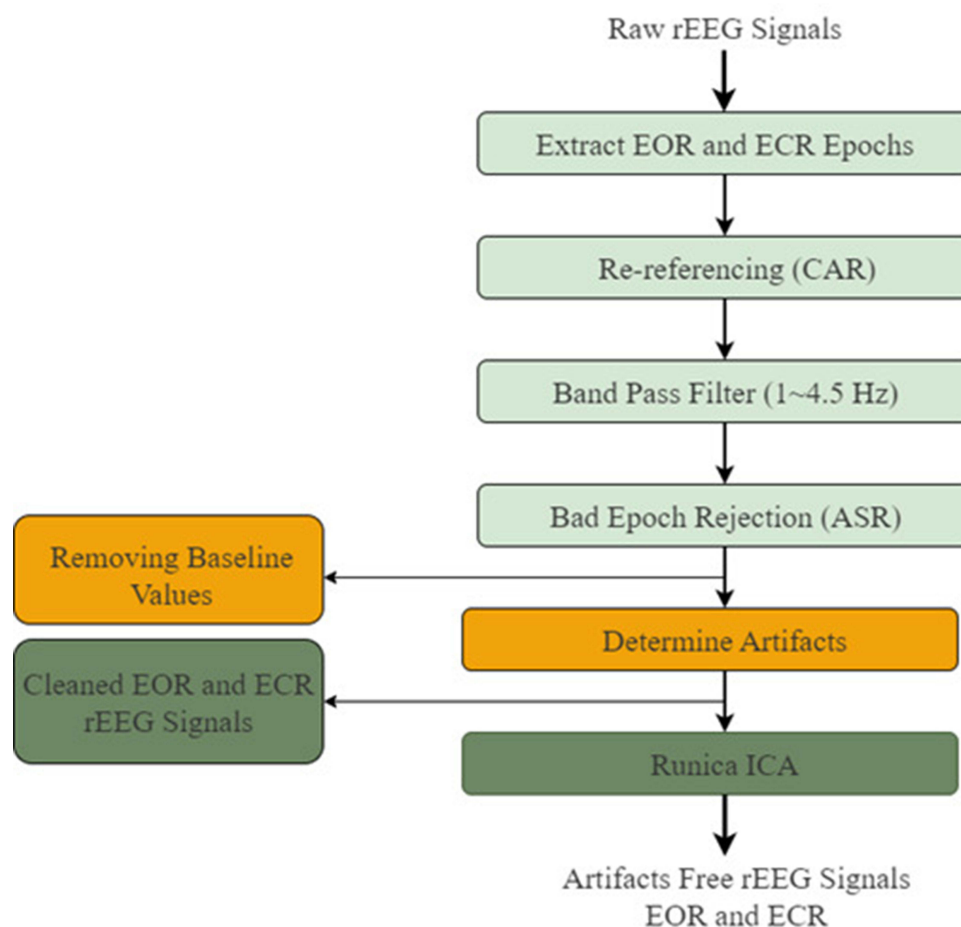 Raw rEEG Signals
Extract EOR and ECR Epochs
Re-referencing (CAR)
Band Pass Filter (1~4.5 Hz)
Bad Epoch Rejection (ASR)
Removing Baseline
Values
Determine Artifacts
Cleaned EOR and ECR
rEEG Signals
Runica ICA
Artifacts Free rEEG Signals
EOR and ECR